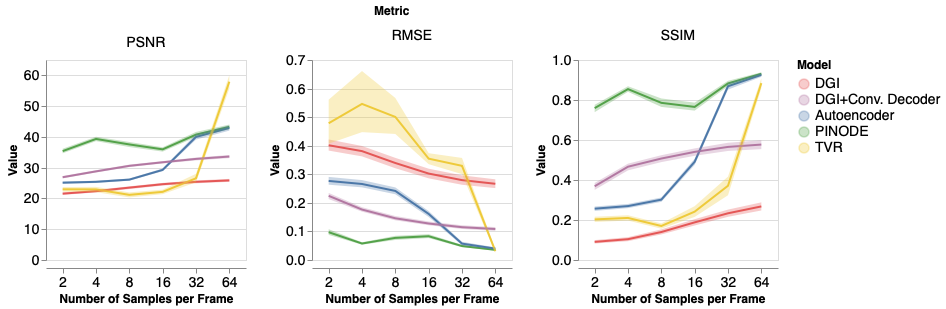 Metric
PSNR
Value
60
50
40
30
20
10
0
2 4 8 16 32 64
Number of Samples per Frame
RMSE
Value
0.7
0.6
0.5
0.4
0.3
0.2
0.1
0.0
2 4 8 16 32 64
Number of Samples per Frame
SSIM
Value
1.0
0.8
0.6
0.4
0.2
0.0
2 4 8 16 32 64
Number of Samples per Frame
Model
DGI
DGI+Conv. Decoder
Autoencoder
PINODE
TVR